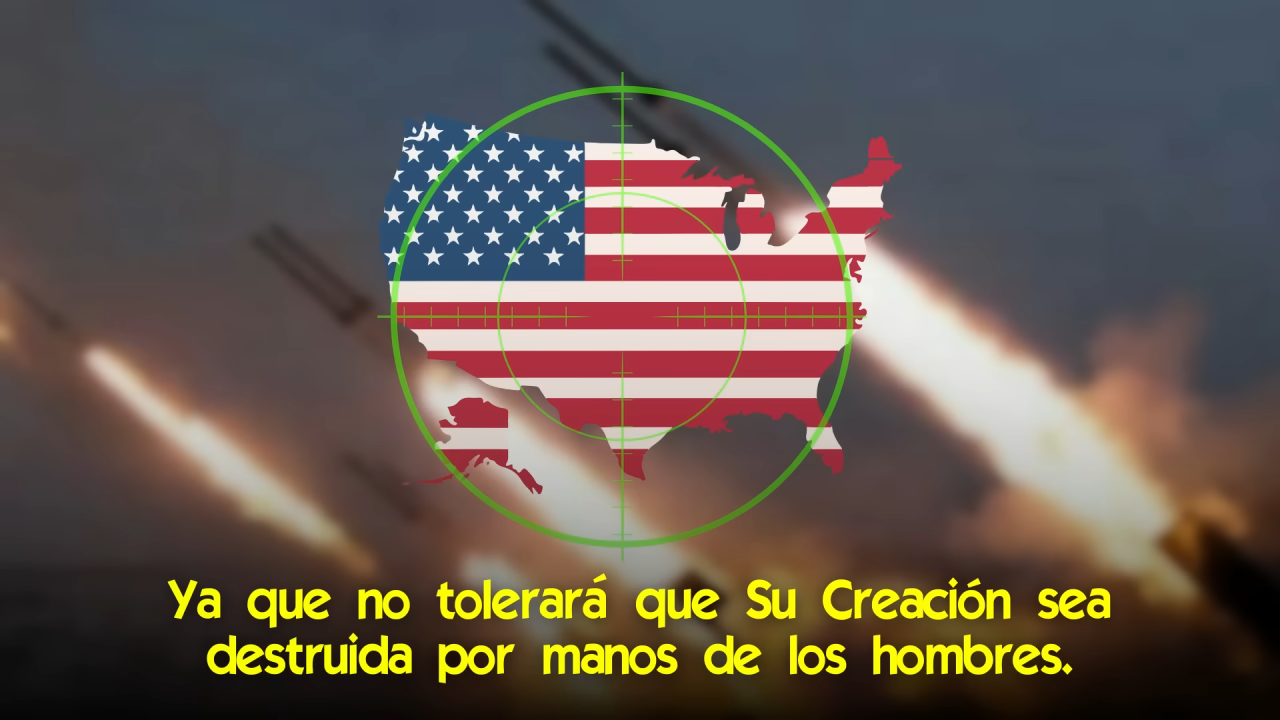 Ya que no tolerará que Su Creación sea
destruida por manos de los hombres.